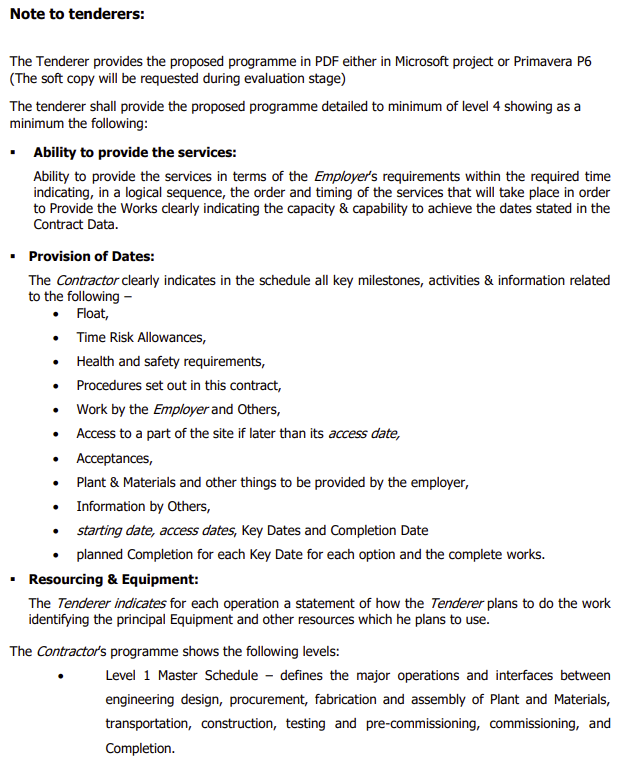 Note to tenderers:
The Tenderer provides the proposed programme in PDF either in Microsoft project or Primavera P6
(The soft copy will be requested during evaluation stage)
The tenderer shall provide the proposed programme detailed to minimum of level 4 showing as a
minimum the following:
▪ Ability to provide the services:
Ability to provide the services in terms of the Employer's requirements within the required time
indicating, in a logical sequence, the order and timing of the services that will take place in order
to Provide the Works clearly indicating the capacity & capability to achieve the dates stated in the
Contract Data.
▪ Provision of Dates:
The Contractor clearly indicates in the schedule all key milestones, activities & information related
to the following –
• Float,
• Time Risk Allowances,
• Health and safety requirements,
• Procedures set out in this contract,
• Work by the Employer and Others,
• Access to a part of the site if later than its access date,
• Acceptances,
• Plant & Materials and other things to be provided by the employer,
• Information by Others,
• starting date, access dates, Key Dates and Completion Date
• planned Completion for each Key Date for each option and the complete works.
▪ Resourcing & Equipment:
The Tenderer indicates for each operation a statement of how the Tenderer plans to do the work
identifying the principal Equipment and other resources which he plans to use.
The Contractor's programme shows the following levels:
• Level 1 Master Schedule – defines the major operations and interfaces between
engineering design, procurement, fabrication and assembly of Plant and Materials,
transportation, construction, testing and pre-commissioning, commissioning, and
Completion.